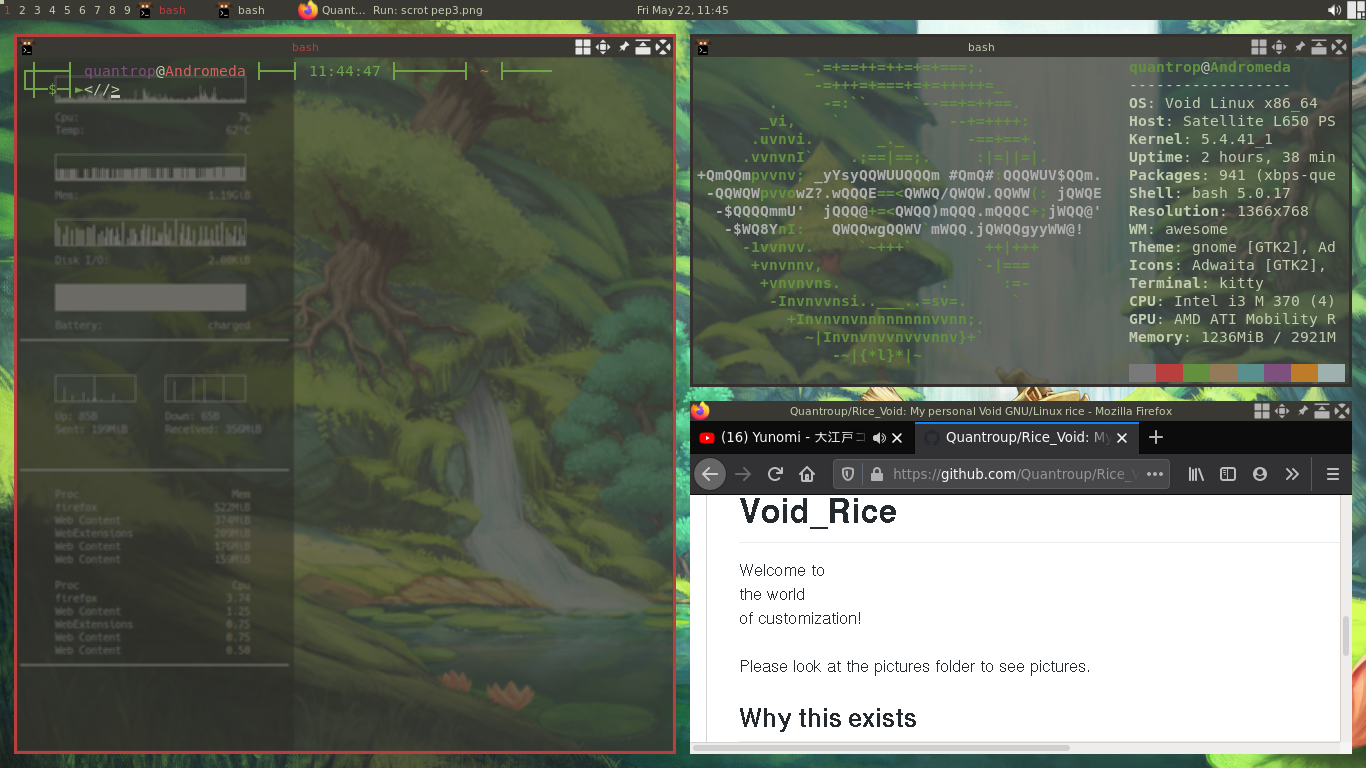 1 2 3 4 5 6 7 8 9 bash bash Quant... Run: scrot pep3.png Fri May 22, 11:45
bash
quantrop@Andromeda 11:44:47 ~
$ ►<//>
Cpu: 7%
Temp: 62°C
Mem: 1.19GiB
Disk I/O: 2.00KiB
Battery: charged
Up: 85B Down: 65B
Sent: 199MiB Received: 356MiB
Proc Mem
firefox 522MiB
Web Content 374MiB
WebExtensions 209MiB
Web Content 176MiB
Web Content 159MiB
Proc Cpu
firefox 3.74
Web Content 1.25
WebExtensions 0.75
Web Content 0.75
Web Content 0.50
bash
quantrop@Andromeda
------------------
OS: Void Linux x86_64
Host: Satellite L650 PS
Kernel: 5.4.41_1
Uptime: 2 hours, 38 min
Packages: 941 (xbps-que
Shell: bash 5.0.17
Resolution: 1366x768
WM: awesome
Theme: gnome [GTK2], Ad
Icons: Adwaita [GTK2],
Terminal: kitty
CPU: Intel i3 M 370 (4)
GPU: AMD ATI Mobility R
Memory: 1236MiB / 2921M
Quantroup/Rice_Void: My personal Void GNU/Linux rice - Mozilla Firefox
(16) Yunomi - 大江戸コ Quantroup/Rice_Void: My
https://github.com/Quantroup/Rice_V
Void_Rice
Welcome to
the world
of customization!
Please look at the pictures folder to see pictures.
Why this exists